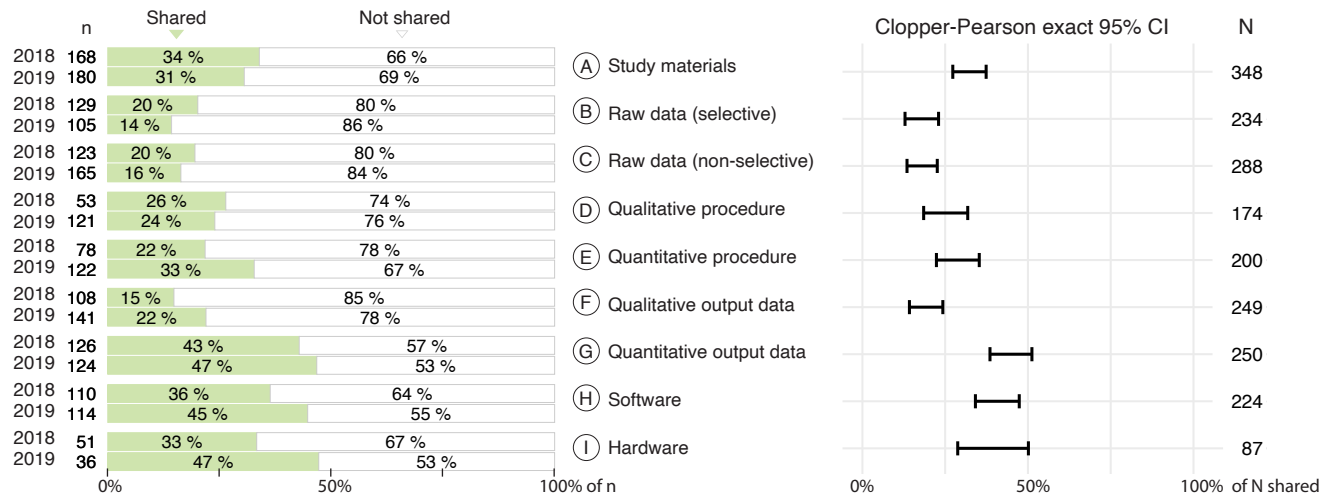 n Shared Not shared Clopper-Pearson exact 95% CI N
2018 168 34 % 66 %
2019 180 31 % 69 %
A Study materials 348
2018 129 20 % 80 %
2019 105 14 % 86 %
B Raw data (selective) 234
2018 123 20 % 80 %
2019 165 16 % 84 %
C Raw data (non-selective) 288
2018 53 26 % 74 %
2019 121 24 % 76 %
D Qualitative procedure 174
2018 78 22 % 78 %
2019 122 33 % 67 %
E Quantitative procedure 200
2018 108 15 % 85 %
2019 141 22 % 78 %
F Qualitative output data 249
2018 126 43 % 57 %
2019 124 47 % 53 %
G Quantitative output data 250
2018 110 36 % 64 %
2019 114 45 % 55 %
H Software 224
2018 51 33 % 67 %
2019 36 47 % 53 %
I Hardware 87
0% 50% 100% of n 0% 50% 100% of N shared